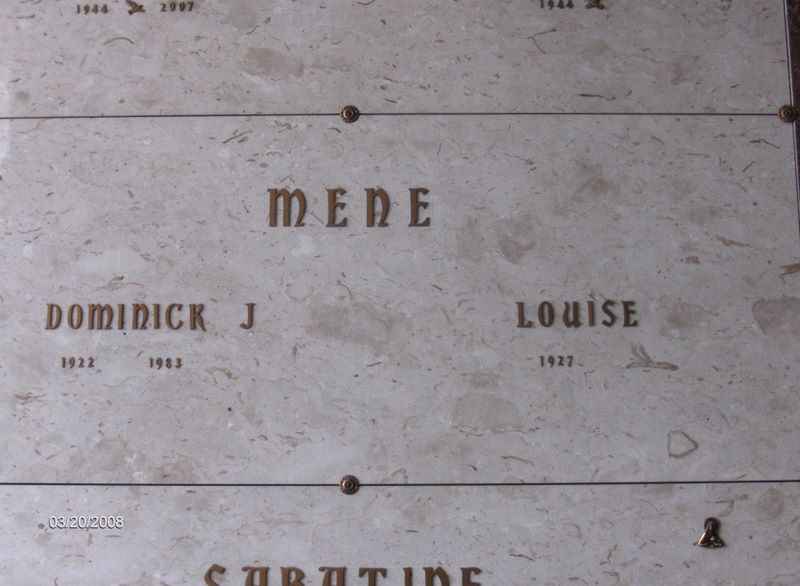 1944 2007 1944
MENE
DOMINICK J LOUISE
1922 1983 1927
03/20/2008
SABATINE